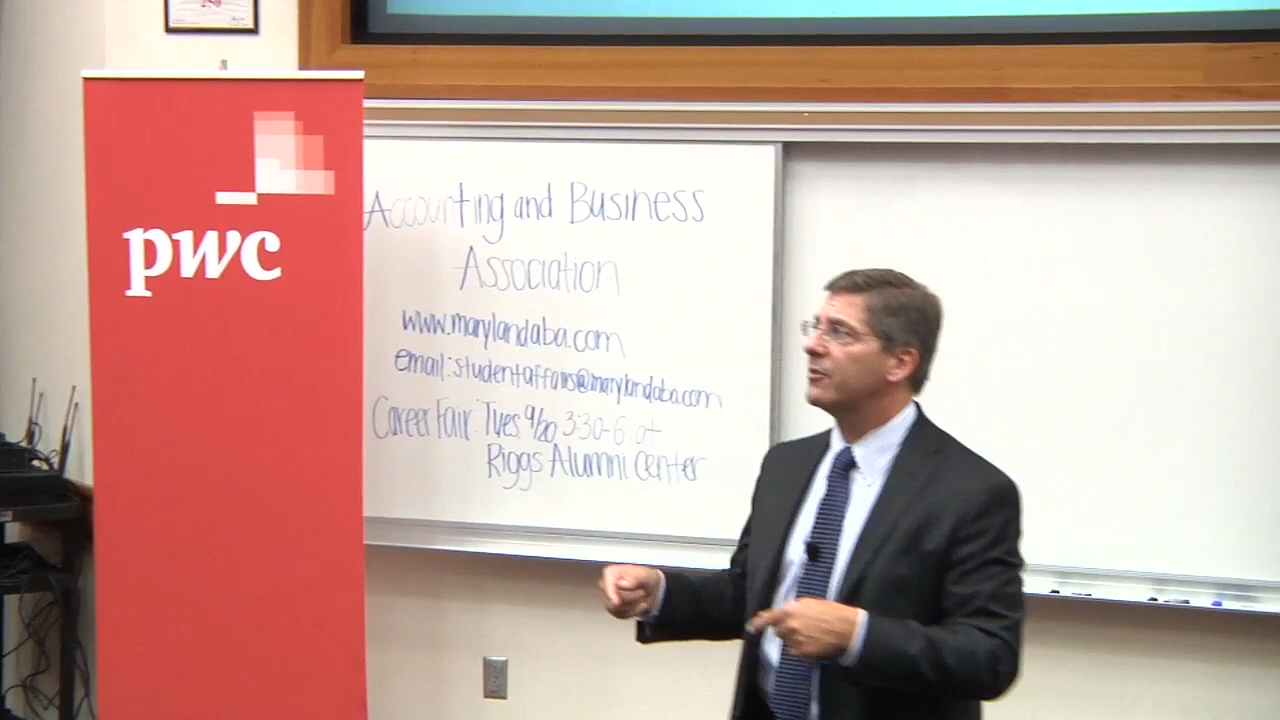 pwc
Accounting and Business
Association
www.marylandaba.com
email: studentaffairs@marylandaba.com
Career Fair: Tues. 9/20 3:30-6 at
Riggs Alumni Center